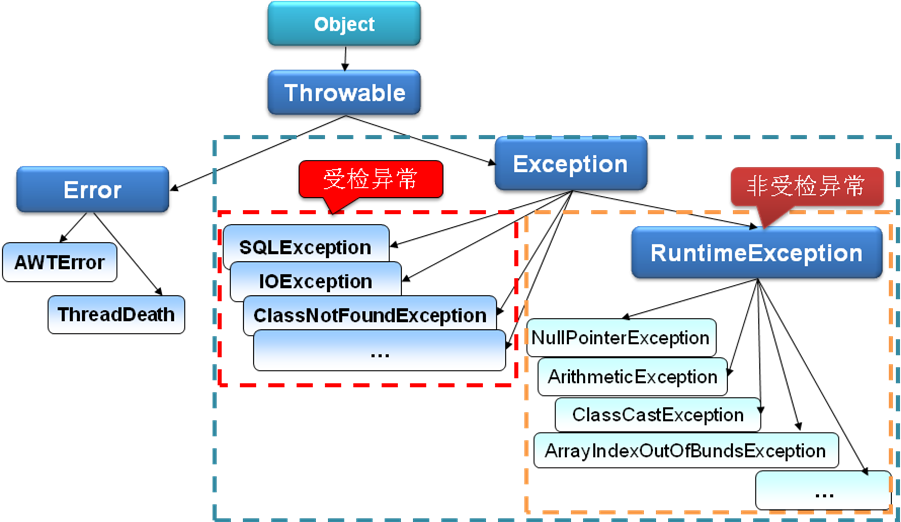 Object
Throwable
Exception
受检异常
非受检异常
Error
SQLException
RuntimeException
AWTError
IOException
ThreadDeath
ClassNotFoundException
...
NullPointerException
ArithmeticException
ClassCastException
ArrayIndexOutOfBundsException
...